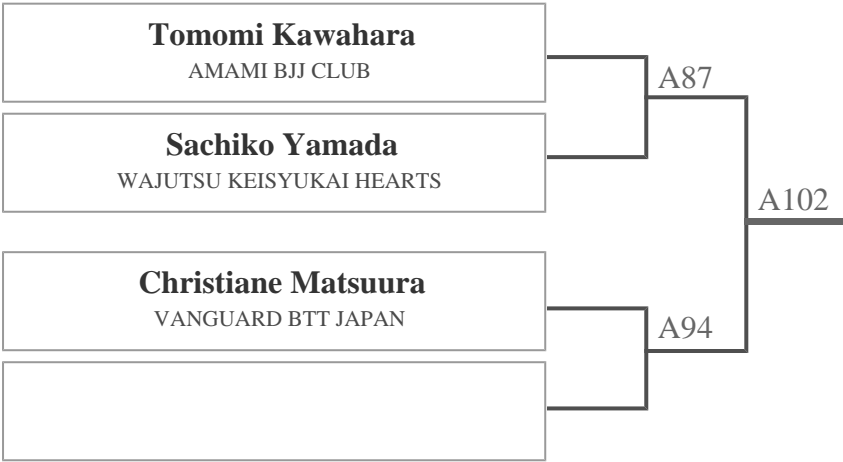 Tomomi Kawahara
AMAMI BJJ CLUB
A87
Sachiko Yamada
WAJUTSU KEISYUKAI HEARTS
A102
Christiane Matsuura
VANGUARD BTT JAPAN
A94